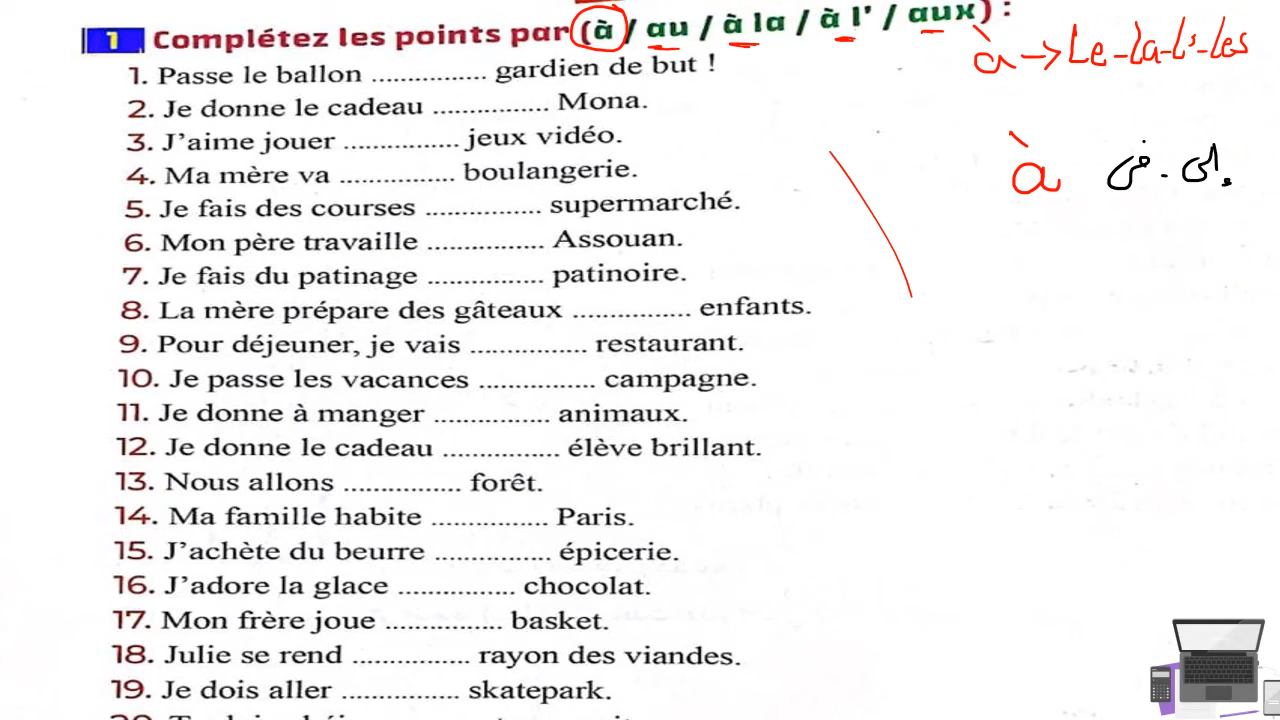 1 Complétez les points par (à / au / à la / à l' / aux) :
à → Le - La - L' - Les
1. Passe le ballon ................ gardien de but !
2. Je donne le cadeau ................ Mona.
3. J'aime jouer ................ jeux vidéo.
à في - إلى
4. Ma mère va ................ boulangerie.
5. Je fais des courses ................ supermarché.
6. Mon père travaille ................ Assouan.
7. Je fais du patinage ................ patinoire.
8. La mère prépare des gâteaux ................ enfants.
9. Pour déjeuner, je vais ................ restaurant.
10. Je passe les vacances ................ campagne.
11. Je donne à manger ................ animaux.
12. Je donne le cadeau ................ élève brillant.
13. Nous allons ................ forêt.
14. Ma famille habite ................ Paris.
15. J'achète du beurre ................ épicerie.
16. J'adore la glace ................ chocolat.
17. Mon frère joue ................ basket.
18. Julie se rend ................ rayon des viandes.
19. Je dois aller ................ skatepark.